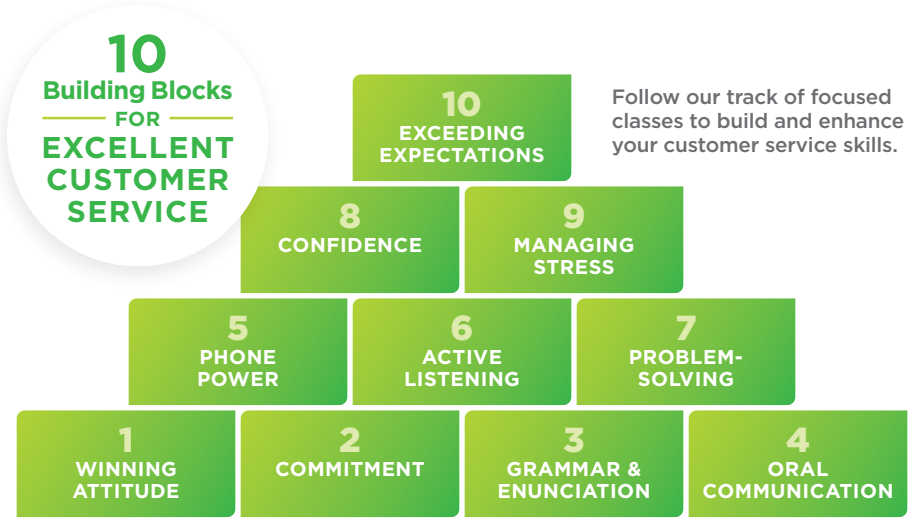 10
Building Blocks
FOR
EXCELLENT
CUSTOMER
SERVICE
Follow our track of focused
classes to build and enhance
your customer service skills.
10
EXCEEDING
EXPECTATIONS
8
CONFIDENCE
9
MANAGING
STRESS
5
PHONE
POWER
6
ACTIVE
LISTENING
7
PROBLEM-
SOLVING
1
WINNING
ATTITUDE
2
COMMITMENT
3
GRAMMAR &
ENUNCIATION
4
ORAL
COMMUNICATION